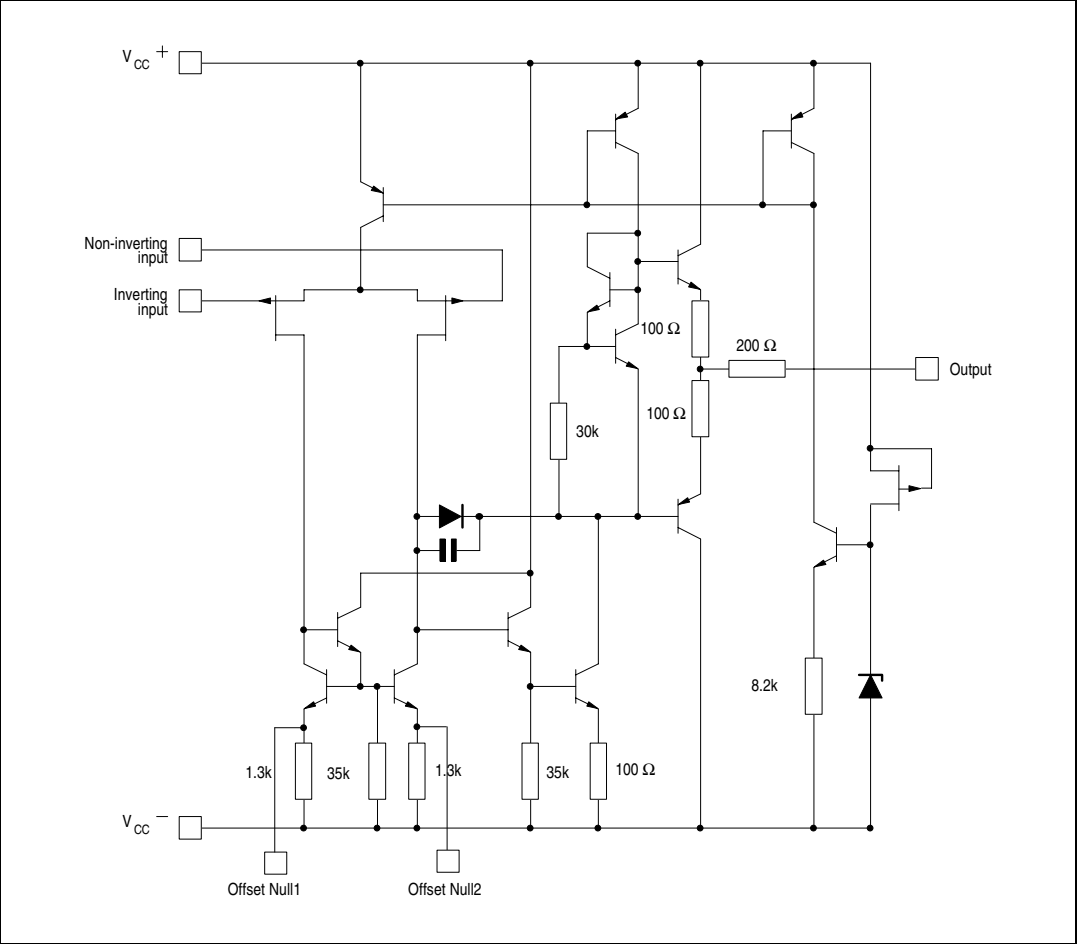 V CC +
Non-inverting
input
Inverting
input
100 Ω
200 Ω
Output
100 Ω
30k
8.2k
1.3k
35k
1.3k
35k
100 Ω
V CC −
Offset Null1
Offset Null2